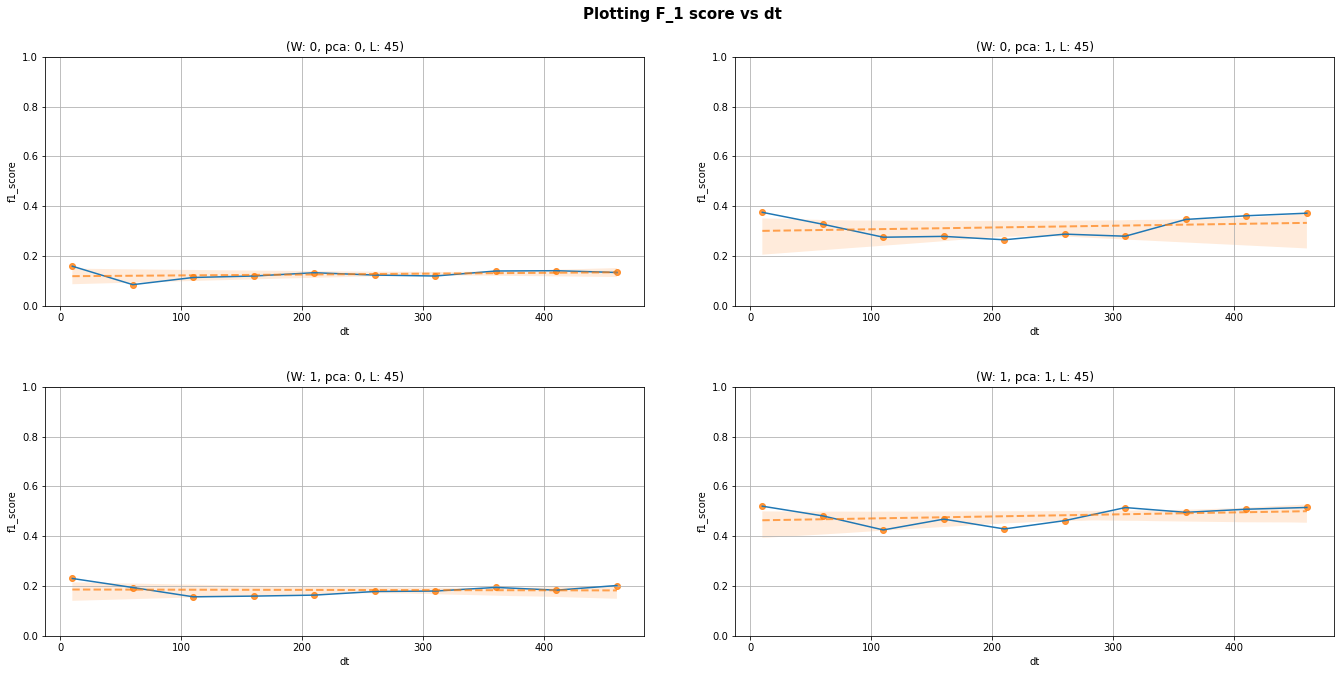 Plotting F_1 score vs dt
(W: 0, pca: 0, L: 45)
1.0
0.8
0.6
0.4
0.2
0.0
f1_score
0 100 200 300 400
dt
(W: 0, pca: 1, L: 45)
1.0
0.8
0.6
0.4
0.2
0.0
f1_score
0 100 200 300 400
dt
(W: 1, pca: 0, L: 45)
1.0
0.8
0.6
0.4
0.2
0.0
f1_score
0 100 200 300 400
dt
(W: 1, pca: 1, L: 45)
1.0
0.8
0.6
0.4
0.2
0.0
f1_score
0 100 200 300 400
dt